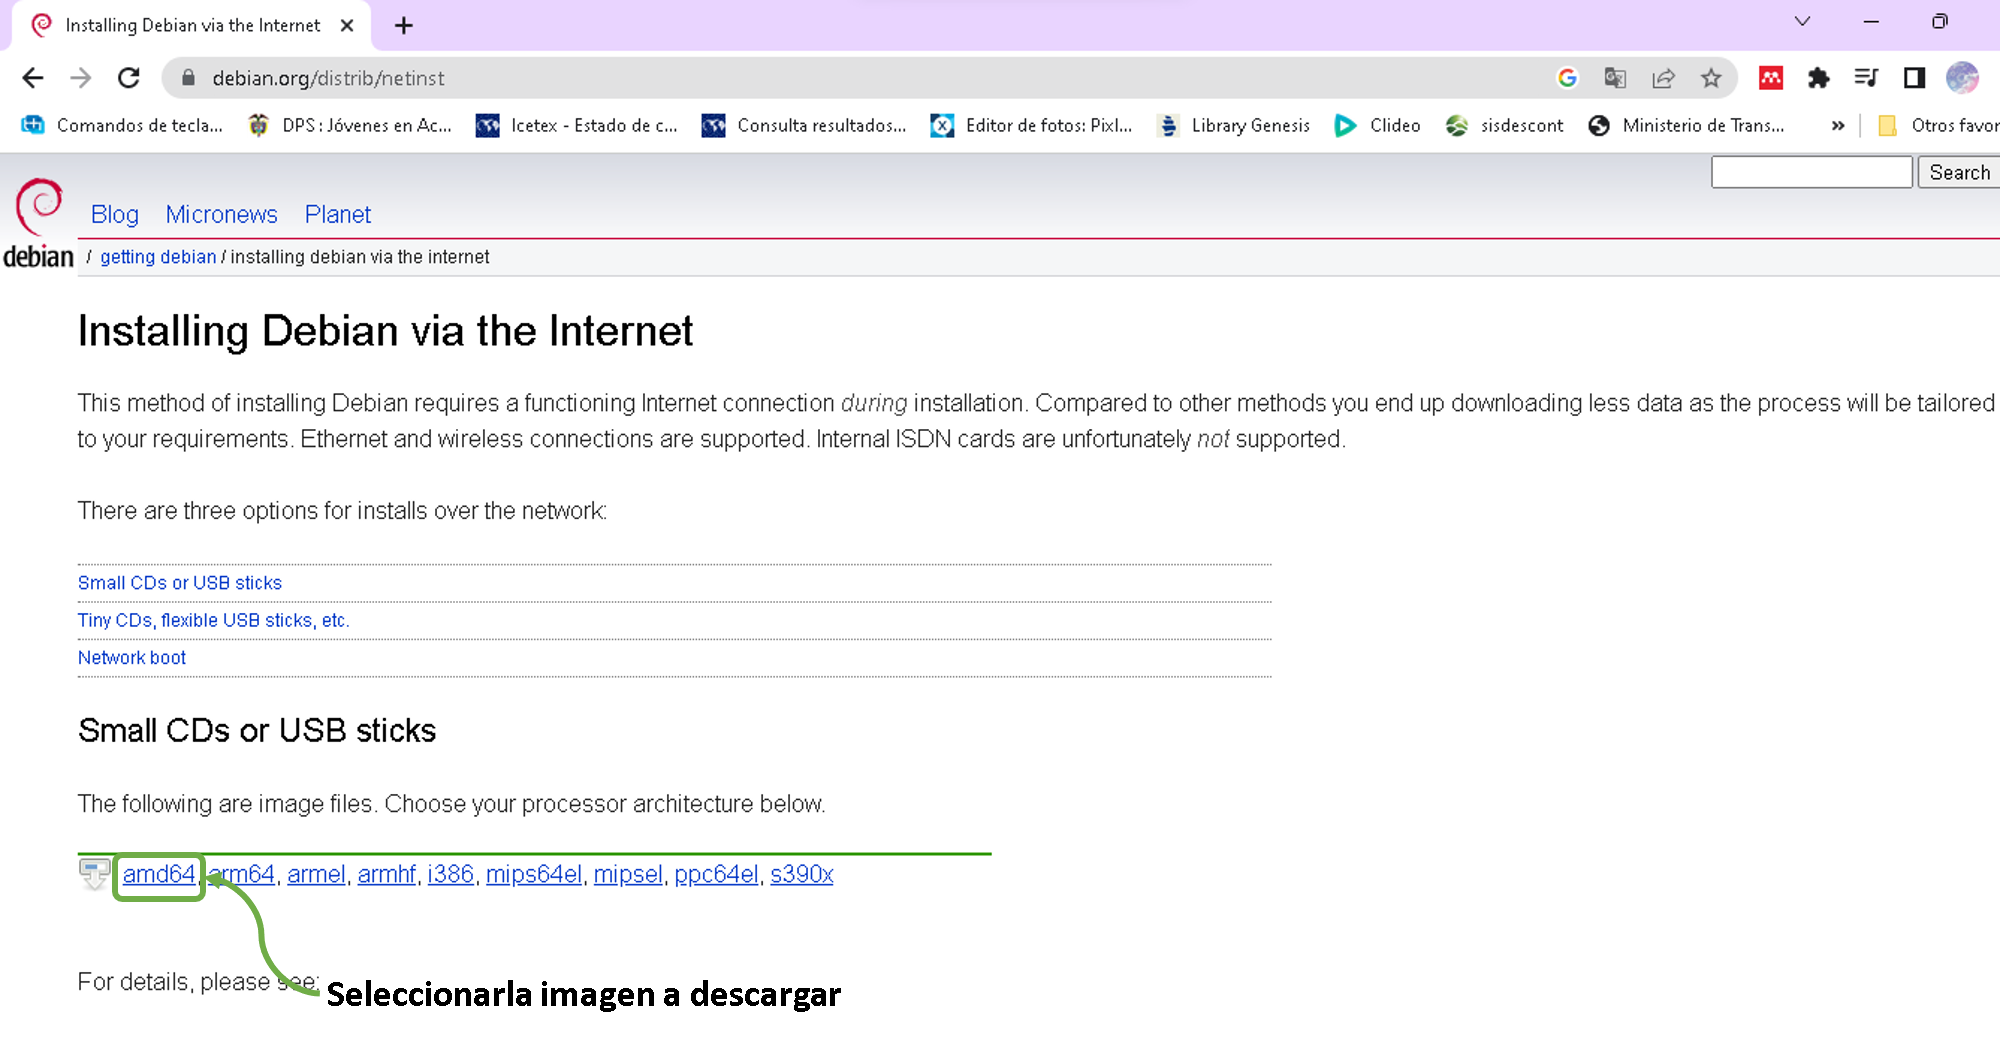 Installing Debian via the Internet
debian.org/distrib/netinst
Comandos de tecla... DPS : Jóvenes en Ac... Icetex - Estado de c... Consulta resultados... Editor de fotos: Pixl... Library Genesis Clideo sisdescont Ministerio de Trans... » Otros favor
Search
Blog Micronews Planet
debian / getting debian / installing debian via the internet
Installing Debian via the Internet
This method of installing Debian requires a functioning Internet connection during installation. Compared to other methods you end up downloading less data as the process will be tailored
to your requirements. Ethernet and wireless connections are supported. Internal ISDN cards are unfortunately not supported.
There are three options for installs over the network:
Small CDs or USB sticks
Tiny CDs, flexible USB sticks, etc.
Network boot
Small CDs or USB sticks
The following are image files. Choose your processor architecture below.
amd64, arm64, armel, armhf, i386, mips64el, mipsel, ppc64el, s390x
For details, please see:
Seleccionarla imagen a descargar